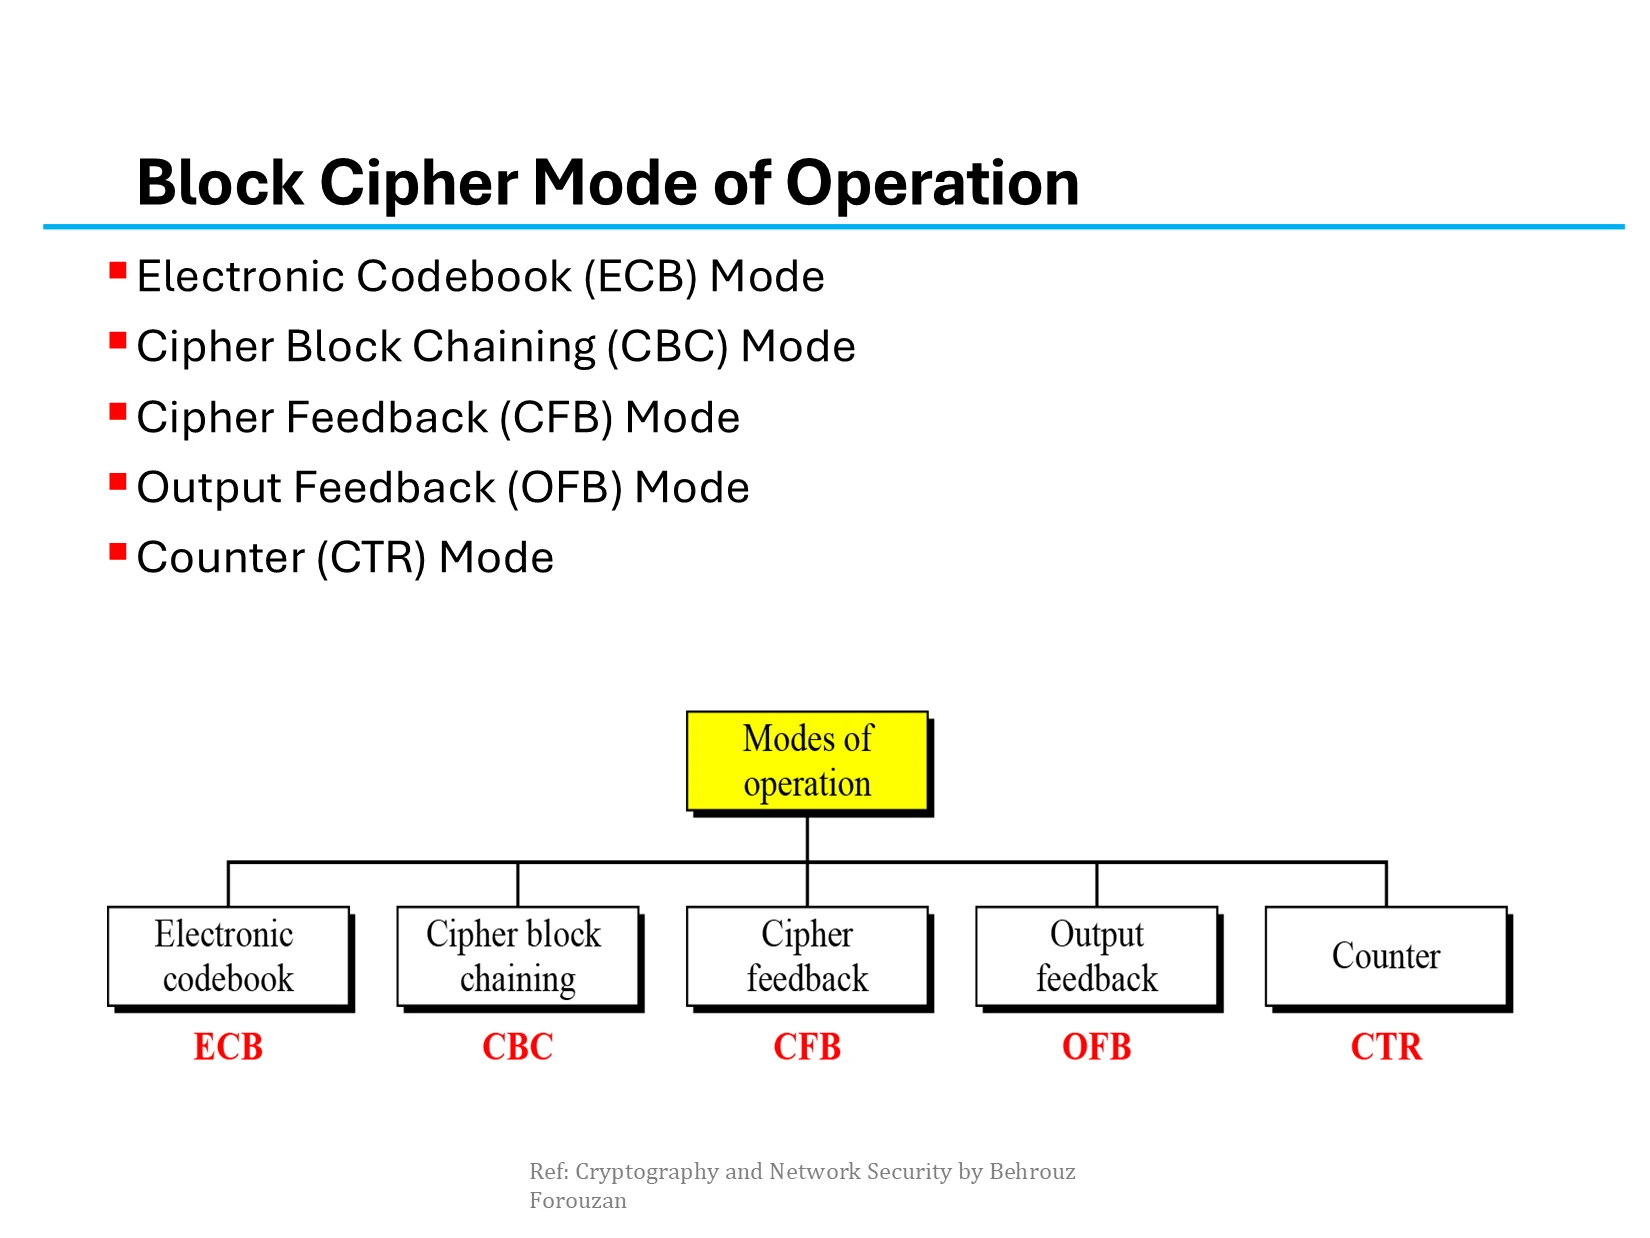 Block Cipher Mode of Operation
Electronic Codebook (ECB) Mode
Cipher Block Chaining (CBC) Mode
Cipher Feedback (CFB) Mode
Output Feedback (OFB) Mode
Counter (CTR) Mode
Modes of
operation
Electronic
codebook
ECB
Cipher block
chaining
CBC
Cipher
feedback
CFB
Output
feedback
OFB
Counter
CTR
Ref: Cryptography and Network Security by Behrouz
Forouzan